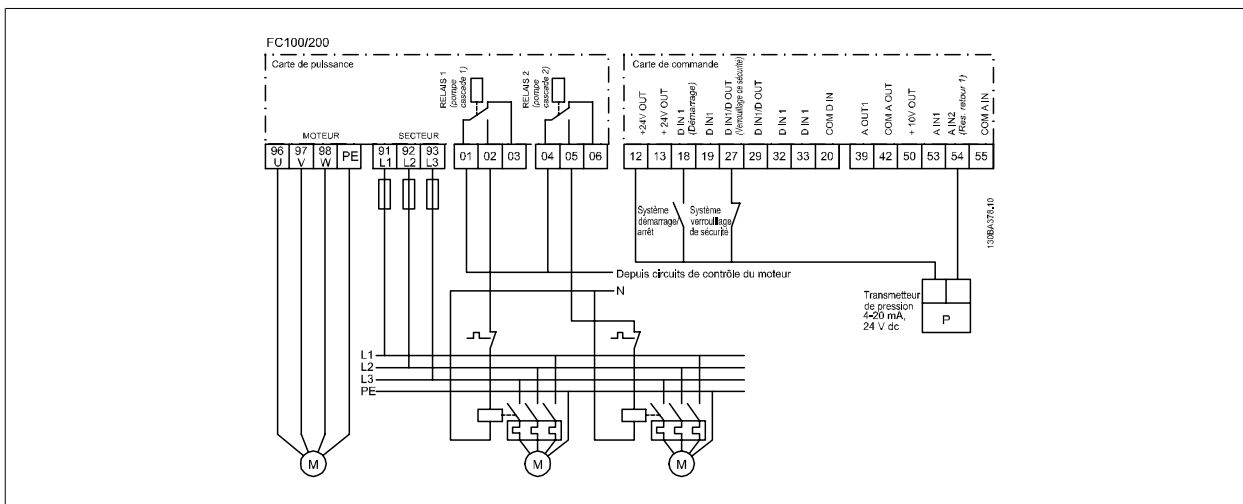 FC100/200
Carte de puissance
RELAIS 1
(pompe
cascade 1)
RELAIS 2
(pompe
cascade 2)
MOTEUR
SECTEUR
96 97 98 PE 91 92 93 01 02 03 04 05 06
U V W L1 L2 L3
Carte de commande
+24V OUT
+ 24V OUT
D IN 1
(Démarrage)
D IN1
D IN1/D OUT
(Verrouillage de sécurité)
D IN1/D OUT
D IN 1
D IN 1
COM D IN
A OUT1
COM A OUT
+ 10V OUT
A IN1
A IN2
(Res. retour 1)
COM A IN
12 13 18 19 27 29 32 33 20 39 42 50 53 54 55
Système
démarrage/
arrêt
Système
verrouillage
de sécurité
130BA378.10
Depuis circuits de contrôle du moteur
N
Transmetteur
de pression
4-20 mA,
24 V dc
P
L1
L2
L3
PE
M
M
M